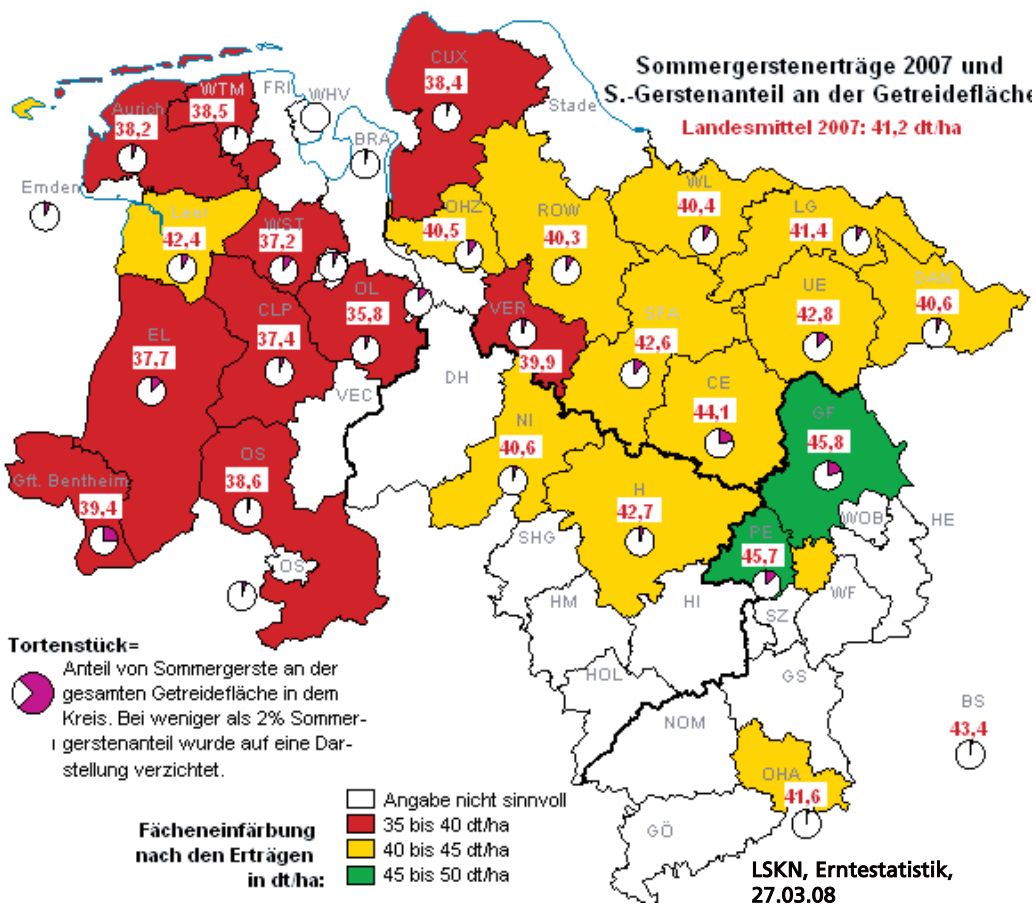 Sommergerstenerträge 2007 und
S.-Gerstenanteil an der Getreidefläche
Landesmittel 2007: 41,2 dt/ha
CUX
38,4
WTM
38,5
FRI
WHV
Stade
Aurich
38,2
BRA
Emden
Leer
42,4
WST
37,2
OHZ
40,5
ROW
40,3
WL
40,4
LG
41,4
OL
35,8
CLP
37,4
EL
37,7
VER
39,9
SFA
42,6
UE
42,8
DAN
40,6
DH
VEC
CE
44,1
NI
40,6
GF
45,8
OS
38,6
Gft. Bentheim
39,4
H
42,7
WOB
HE
PE
45,7
SHG
OS
HM
HI
SZ
WF
HOL
GS
NOM
BS
43,4
OHA
41,6
GÖ
Tortenstück=
Anteil von Sommergerste an der
gesamten Getreidefläche in dem
Kreis. Bei weniger als 2% Sommer-
gerstenanteil wurde auf eine Dar-
stellung verzichtet.
Fächeneinfärbung
nach den Erträgen
in dt/ha:
Angabe nicht sinnvoll
35 bis 40 dt/ha
40 bis 45 dt/ha
45 bis 50 dt/ha
LSKN, Erntestatistik,
27.03.08